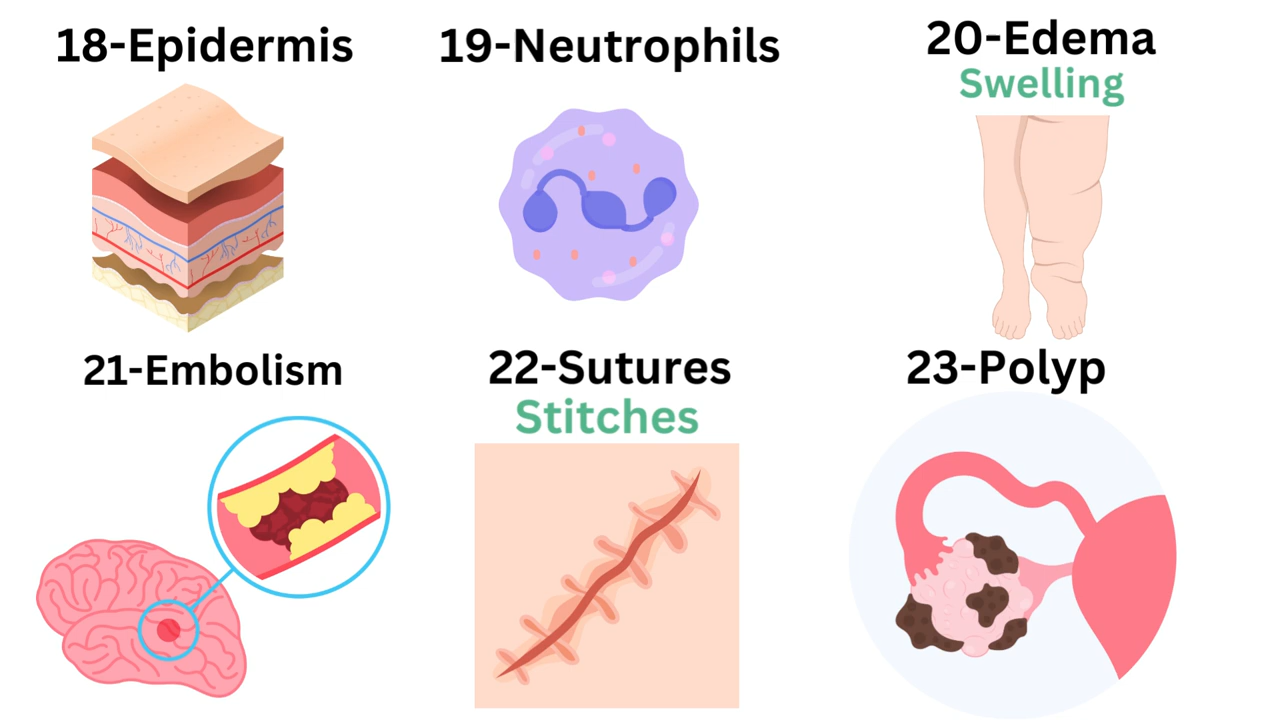 18-Epidermis
19-Neutrophils
20-Edema
Swelling
21-Embolism
22-Sutures
Stitches
23-Polyp